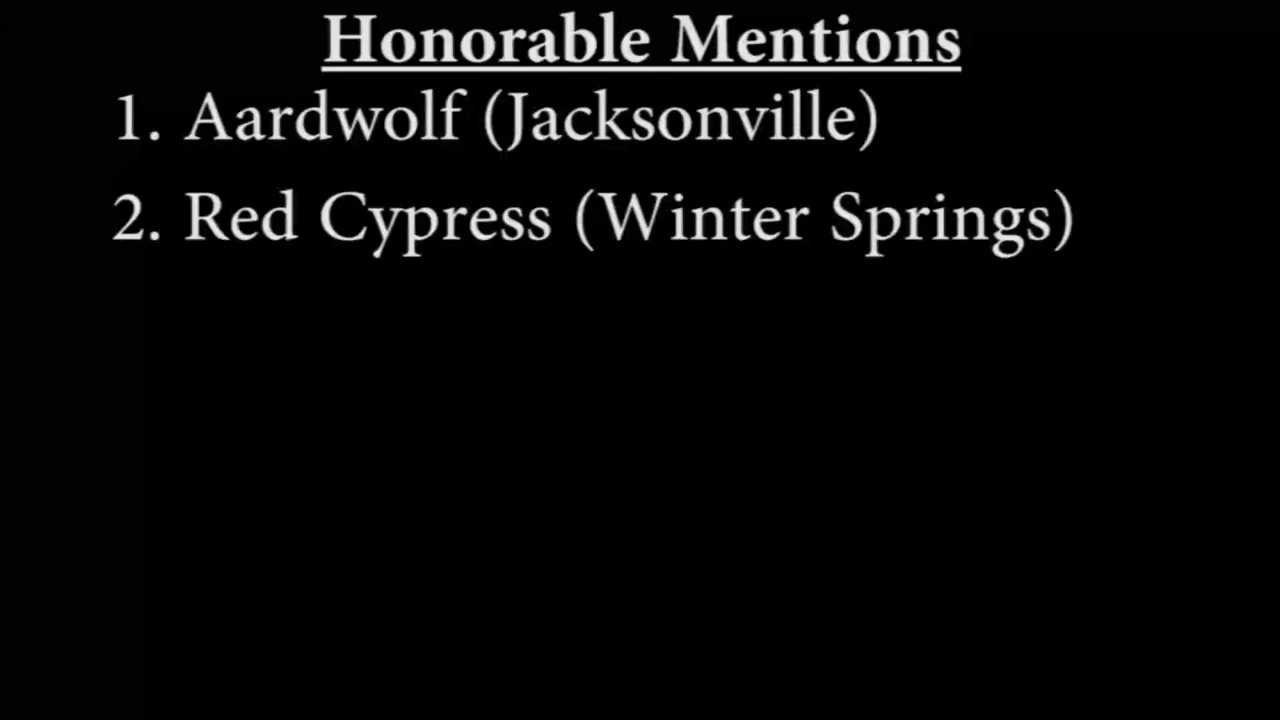 Honorable Mentions
1. Aardwolf (Jacksonville)
2. Red Cypress (Winter Springs)